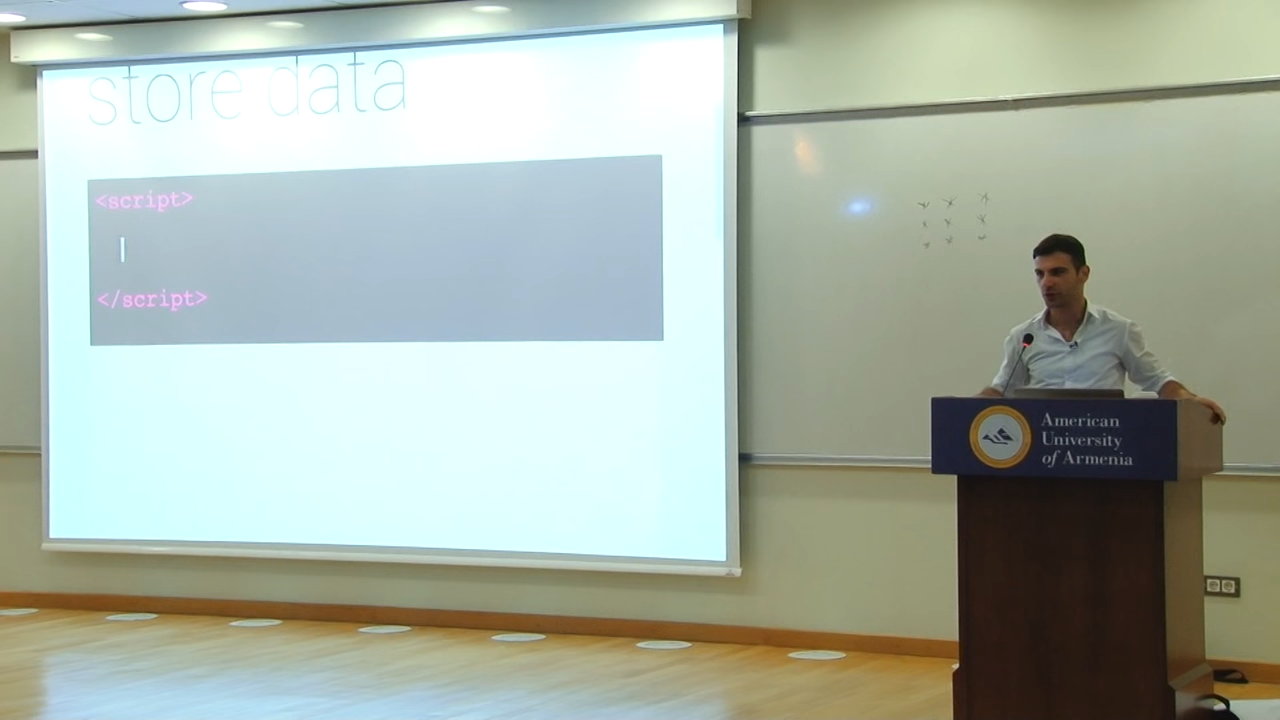 store data
<script>
</script>
American
University
of Armenia